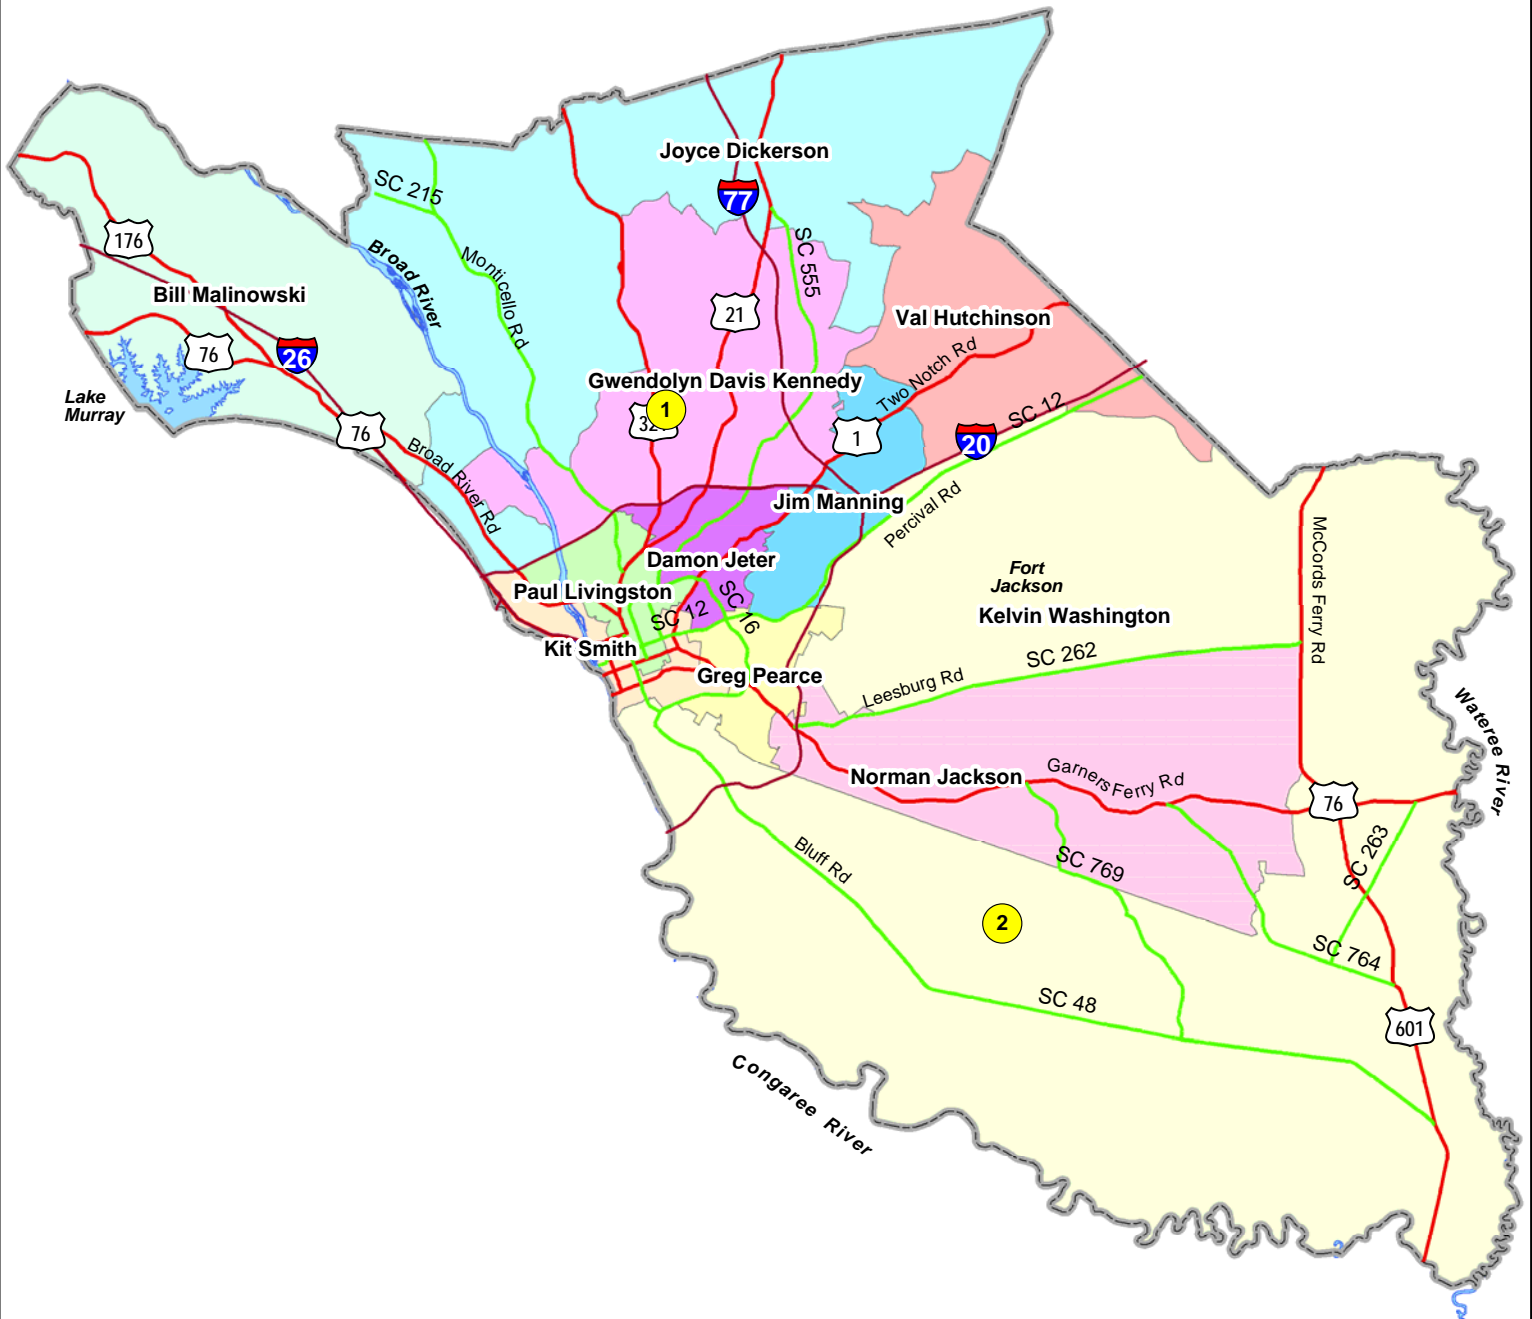 Joyce Dickerson
77
SC 215
SC 555
176
Broad River
Monticello Rd
Bill Malinowski
21
Val Hutchinson
76
26
Two Notch Rd
Gwendolyn Davis Kennedy
Lake
Murray
1
SC 12
76
1
20
Broad River Rd
Jim Manning
Percival Rd
McCords Ferry Rd
Damon Jeter
Fort
Jackson
Paul Livingston
SC 16
SC 12
Kelvin Washington
Kit Smith
SC 262
Greg Pearce
Leesburg Rd
Wateree River
Norman Jackson
Garners Ferry Rd
76
Bluff Rd
SC 769
SC 263
2
SC 764
SC 48
601
Congaree River